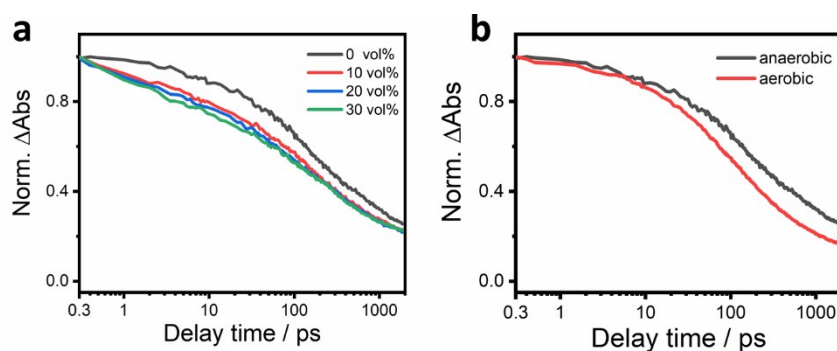 a
0 vol%
10 vol%
20 vol%
30 vol%
0.8
0.4
0.0
Norm. ΔAbs
0.3
1
10
100
1000
Delay time / ps
b
anaerobic
aerobic
0.8
0.4
0.0
Norm. ΔAbs
0.3
1
10
100
1000
Delay time / ps